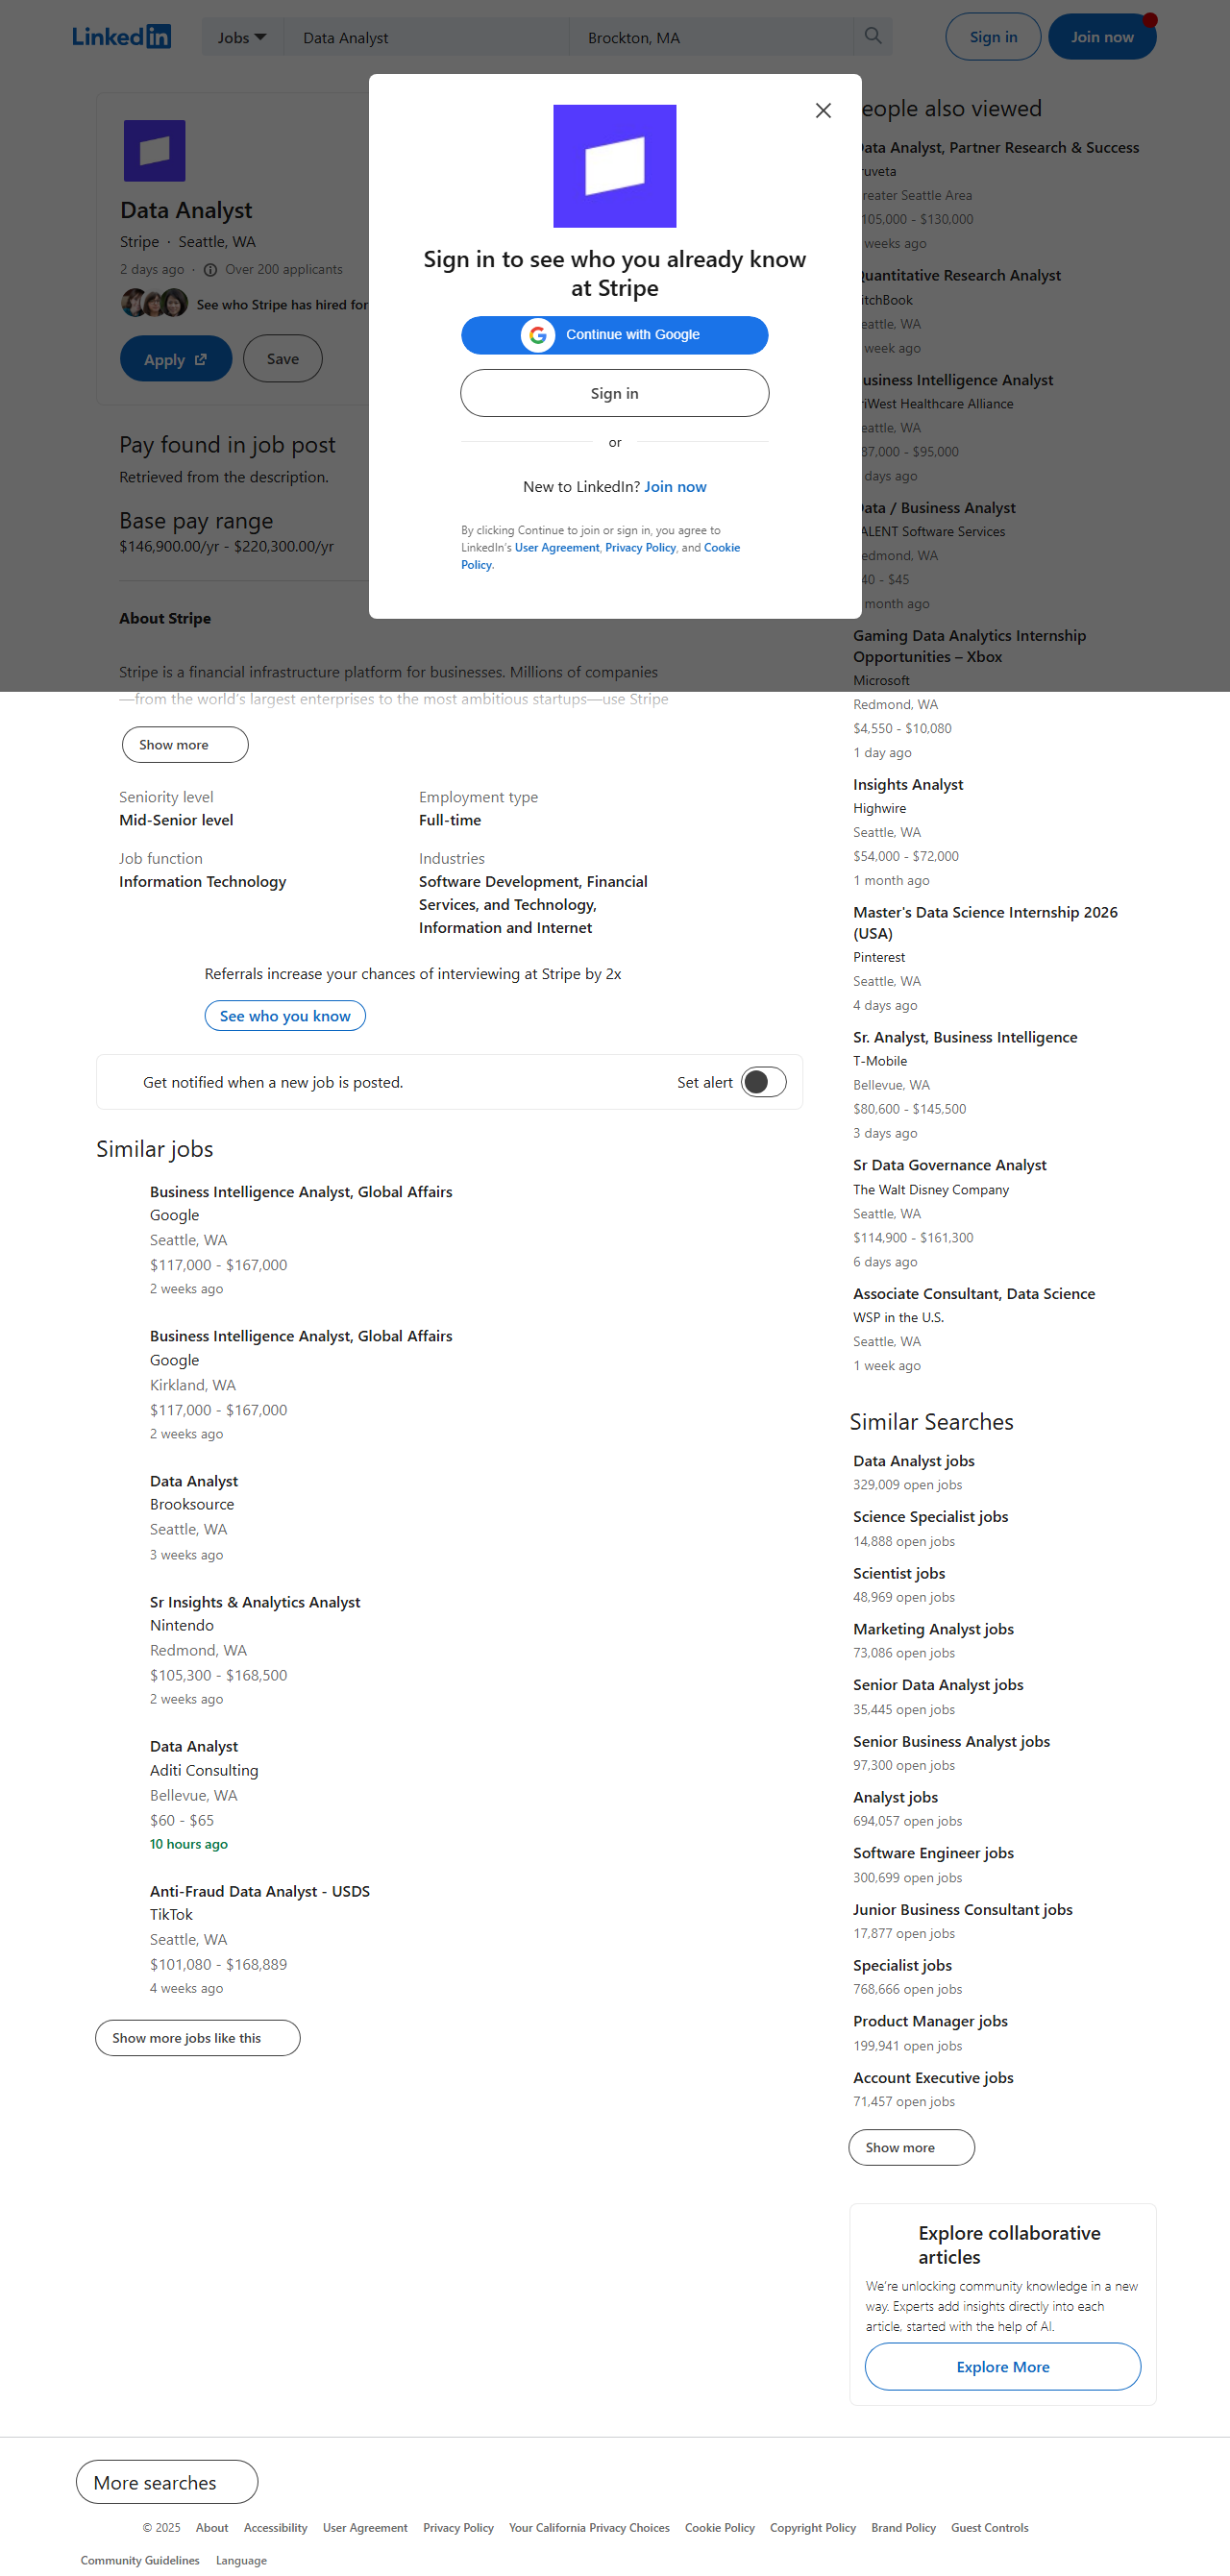 LinkedIn
Jobs
Data Analyst
Brockton, MA
Sign in
Join now
Data Analyst
Stripe · Seattle, WA
2 days ago · Over 200 applicants
See who Stripe has hired for
Apply
Save
Pay found in job post
Retrieved from the description.
Base pay range
$146,900.00/yr - $220,300.00/yr
About Stripe
Stripe is a financial infrastructure platform for businesses. Millions of companies
—from the world's largest enterprises to the most ambitious startups—use Stripe
Sign in to see who you already know
at Stripe
Continue with Google
Sign in
or
New to LinkedIn? Join now
By clicking Continue to join or sign in, you agree to
LinkedIn's User Agreement, Privacy Policy, and Cookie
Policy.
Show more
Seniority level
Mid-Senior level
Employment type
Full-time
Job function
Information Technology
Industries
Software Development, Financial
Services, and Technology,
Information and Internet
Referrals increase your chances of interviewing at Stripe by 2x
See who you know
Get notified when a new job is posted.
Set alert
Similar jobs
Business Intelligence Analyst, Global Affairs
Google
Seattle, WA
$117,000 - $167,000
2 weeks ago
Business Intelligence Analyst, Global Affairs
Google
Kirkland, WA
$117,000 - $167,000
2 weeks ago
Data Analyst
Brooksource
Seattle, WA
3 weeks ago
Sr Insights & Analytics Analyst
Nintendo
Redmond, WA
$105,300 - $168,500
2 weeks ago
Data Analyst
Aditi Consulting
Bellevue, WA
$60 - $65
10 hours ago
Anti-Fraud Data Analyst - USDS
TikTok
Seattle, WA
$101,080 - $168,889
4 weeks ago
Show more jobs like this
eople also viewed
ata Analyst, Partner Research & Success
ruveta
reater Seattle Area
105,000 - $130,000
weeks ago
uantitative Research Analyst
itchBook
eattle, WA
week ago
usiness Intelligence Analyst
riWest Healthcare Alliance
eattle, WA
87,000 - $95,000
days ago
ata / Business Analyst
ALENT Software Services
edmond, WA
40 - $45
month ago
Gaming Data Analytics Internship
Opportunities – Xbox
Microsoft
Redmond, WA
$4,550 - $10,080
1 day ago
Insights Analyst
Highwire
Seattle, WA
$54,000 - $72,000
1 month ago
Master's Data Science Internship 2026
(USA)
Pinterest
Seattle, WA
4 days ago
Sr. Analyst, Business Intelligence
T-Mobile
Bellevue, WA
$80,600 - $145,500
3 days ago
Sr Data Governance Analyst
The Walt Disney Company
Seattle, WA
$114,900 - $161,300
6 days ago
Associate Consultant, Data Science
WSP in the U.S.
Seattle, WA
1 week ago
Similar Searches
Data Analyst jobs
329,009 open jobs
Science Specialist jobs
14,888 open jobs
Scientist jobs
48,969 open jobs
Marketing Analyst jobs
73,086 open jobs
Senior Data Analyst jobs
35,445 open jobs
Senior Business Analyst jobs
97,300 open jobs
Analyst jobs
694,057 open jobs
Software Engineer jobs
300,699 open jobs
Junior Business Consultant jobs
17,877 open jobs
Specialist jobs
768,666 open jobs
Product Manager jobs
199,941 open jobs
Account Executive jobs
71,457 open jobs
Show more
Explore collaborative
articles
We're unlocking community knowledge in a new
way. Experts add insights directly into each
article, started with the help of AI.
Explore More
More searches
© 2025 About Accessibility User Agreement Privacy Policy Your California Privacy Choices Cookie Policy Copyright Policy Brand Policy Guest Controls
Community Guidelines Language